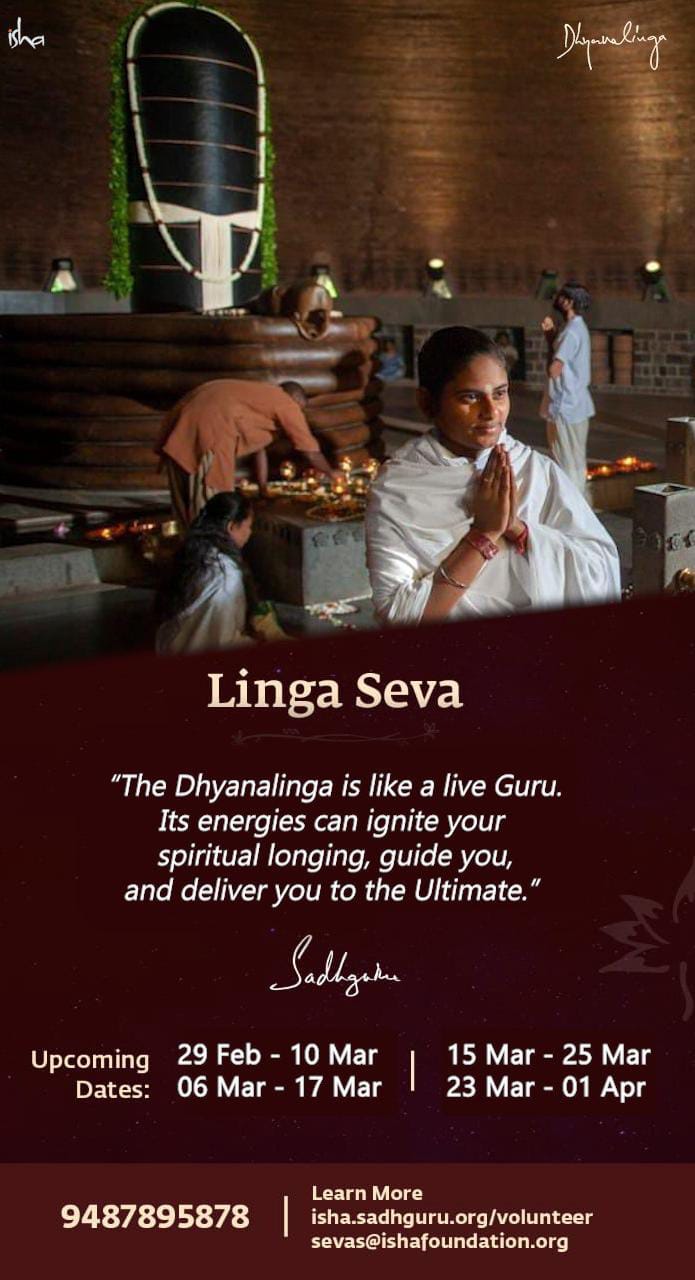 isha
Dhyanalinga
Linga Seva
“The Dhyanalinga is like a live Guru.
Its energies can ignite your
spiritual longing, guide you,
and deliver you to the Ultimate.”
Sadhguru
Upcoming Dates:
29 Feb - 10 Mar | 15 Mar - 25 Mar
06 Mar - 17 Mar | 23 Mar - 01 Apr
9487895878
Learn More
isha.sadhguru.org/volunteer
sevas@ishafoundation.org